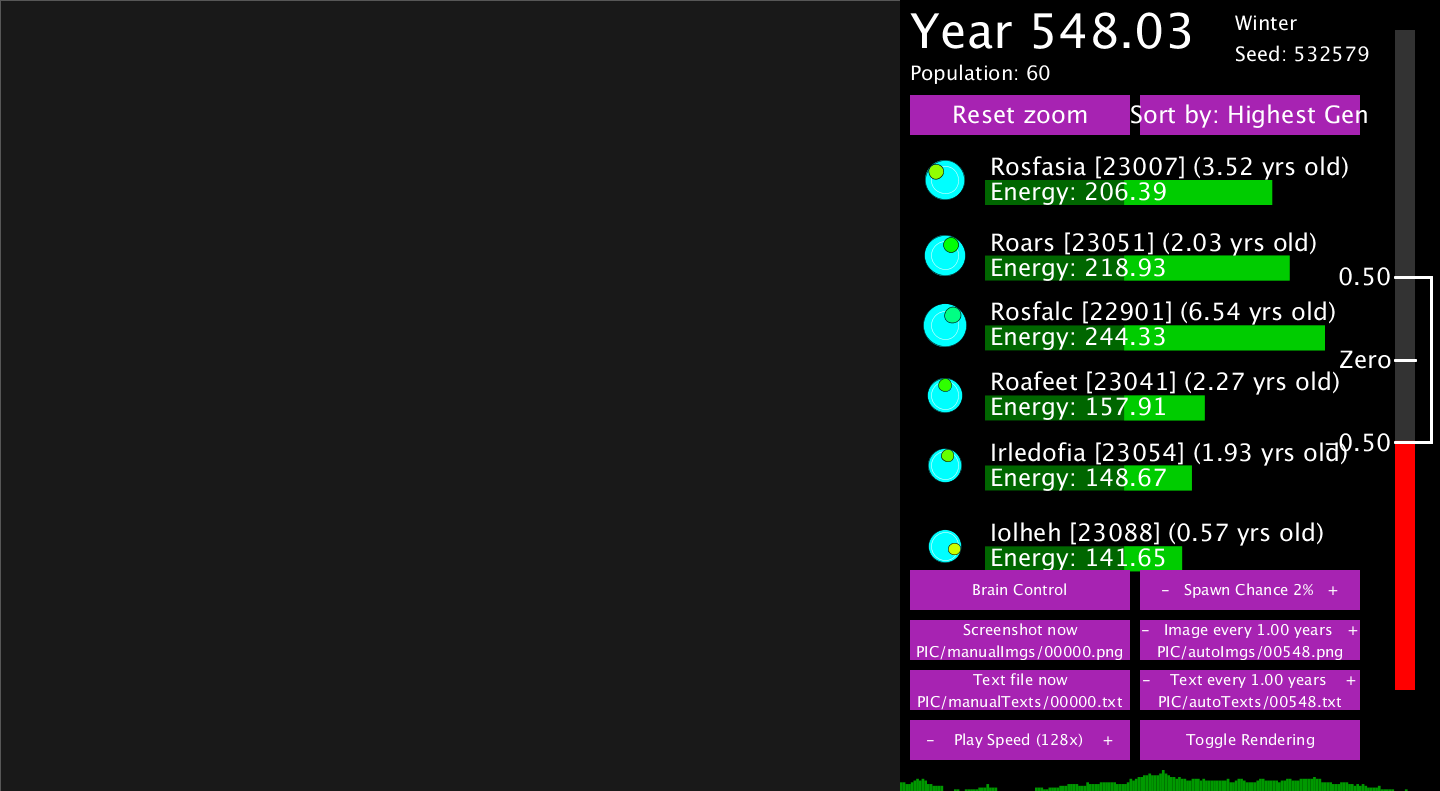 Year 548.03
Winter
Seed: 532579
Population: 60
Reset zoom
Sort by: Highest Gen
Rosfasia [23007] (3.52 yrs old)
Energy: 206.39
Roars [23051] (2.03 yrs old)
Energy: 218.93
0.50
Rosfalc [22901] (6.54 yrs old)
Energy: 244.33
Zero
Roafeet [23041] (2.27 yrs old)
Energy: 157.91
-0.50
Irledofia [23054] (1.93 yrs old)
Energy: 148.67
Iolheh [23088] (0.57 yrs old)
Energy: 141.65
Brain Control
- Spawn Chance 2% +
Screenshot now
PIC/manualImgs/00000.png
- Image every 1.00 years +
PIC/autoImgs/00548.png
Text file now
PIC/manualTexts/00000.txt
- Text every 1.00 years +
PIC/autoTexts/00548.txt
- Play Speed (128x) +
Toggle Rendering